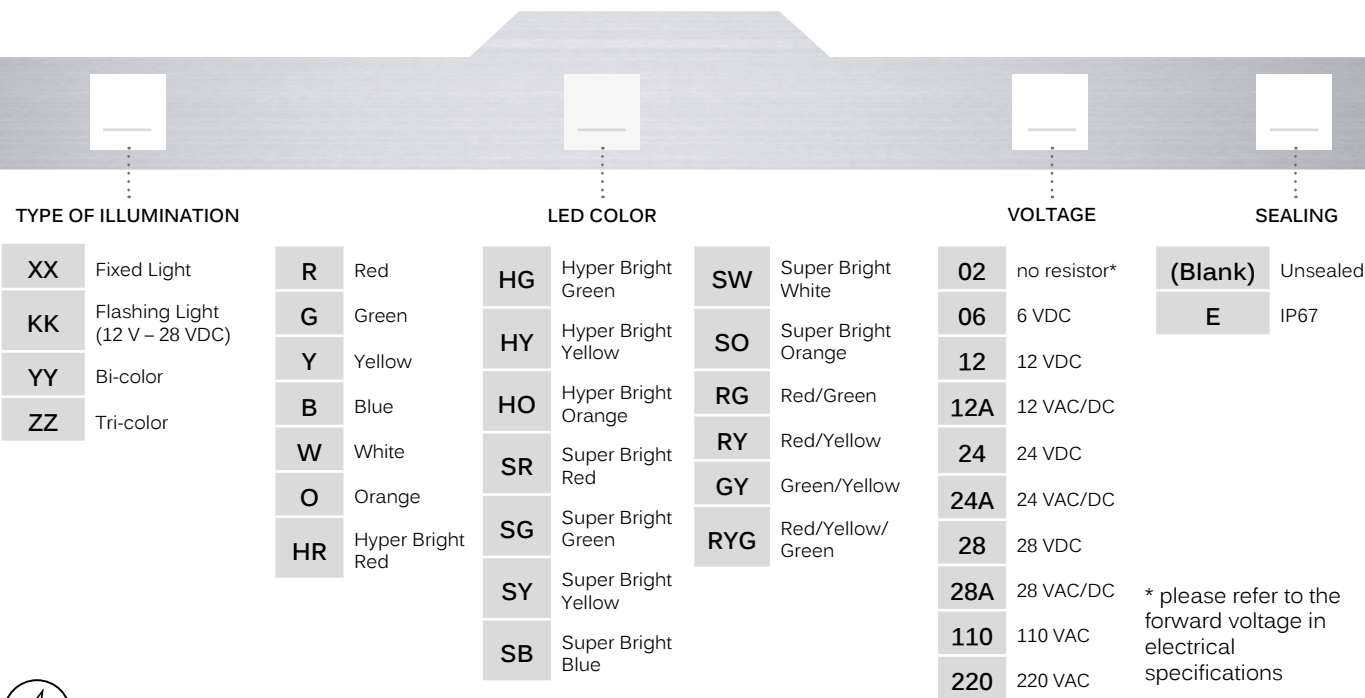 TYPE OF ILLUMINATION
XX Fixed Light
KK Flashing Light
(12 V – 28 VDC)
YY Bi-color
ZZ Tri-color
LED COLOR
R Red
G Green
Y Yellow
B Blue
W White
O Orange
HR Hyper Bright
Red
HG Hyper Bright
Green
HY Hyper Bright
Yellow
HO Hyper Bright
Orange
SR Super Bright
Red
SG Super Bright
Green
SY Super Bright
Yellow
SB Super Bright
Blue
SW Super Bright
White
SO Super Bright
Orange
RG Red/Green
RY Red/Yellow
GY Green/Yellow
RYG Red/Yellow/
Green
VOLTAGE
02 no resistor*
06 6 VDC
12 12 VDC
12A 12 VAC/DC
24 24 VDC
24A 24 VAC/DC
28 28 VDC
28A 28 VAC/DC
110 110 VAC
220 220 VAC
SEALING
(Blank) Unsealed
E IP67
* please refer to the
forward voltage in
electrical
specifications